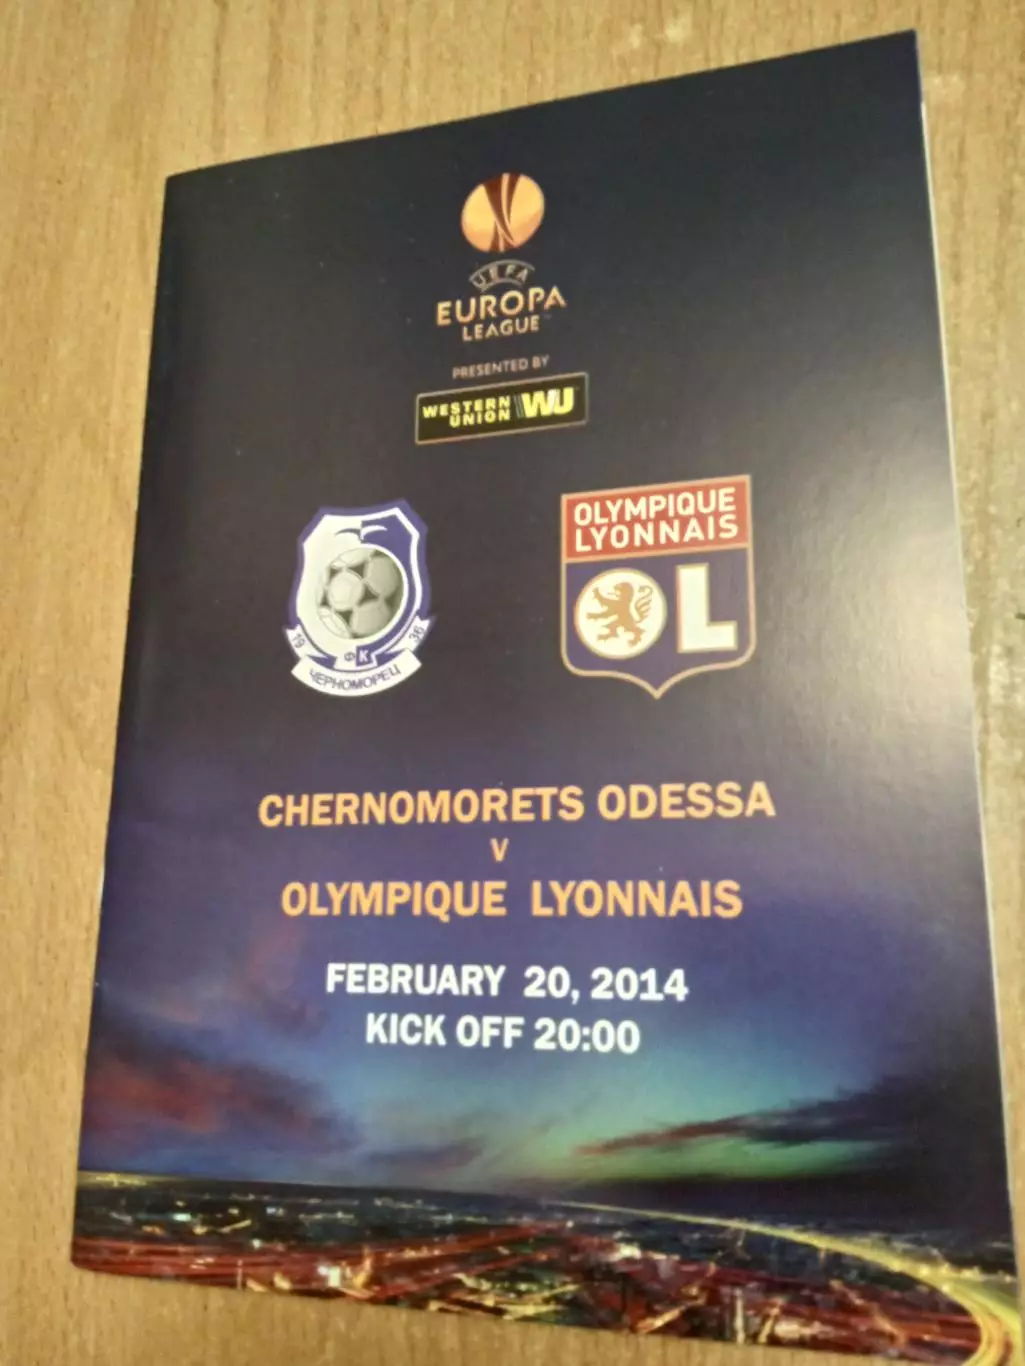 UEFA
EUROPA
LEAGUE
PRESENTED BY
WESTERN
UNION WU
19 ФК 36
ЧЕРНОМОРЕЦ
OLYMPIQUE
LYONNAIS
OL
CHERNOMORETS ODESSA
V
OLYMPIQUE LYONNAIS
FEBRUARY 20, 2014
KICK OFF 20:00